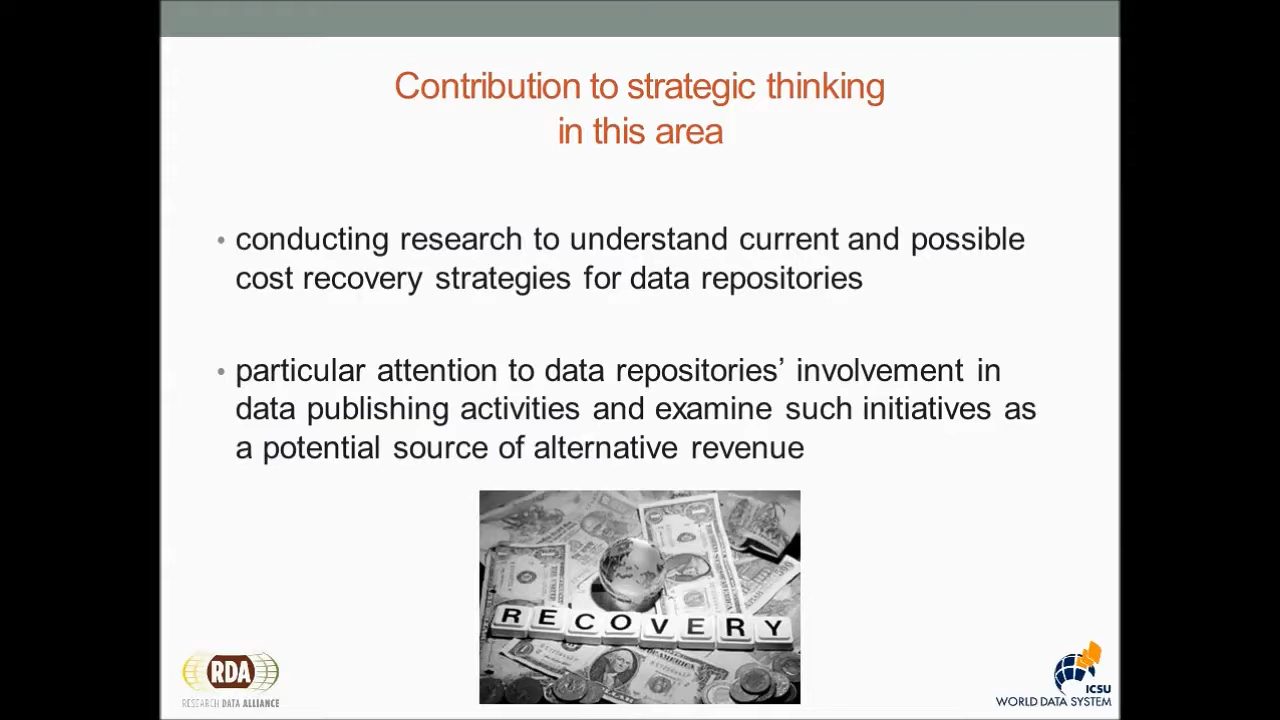 Contribution to strategic thinking
in this area
• conducting research to understand current and possible
cost recovery strategies for data repositories
• particular attention to data repositories’ involvement in
data publishing activities and examine such initiatives as
a potential source of alternative revenue
RECOVERY
RDA
RESEARCH DATA ALLIANCE
ICSU
WORLD DATA SYSTEM